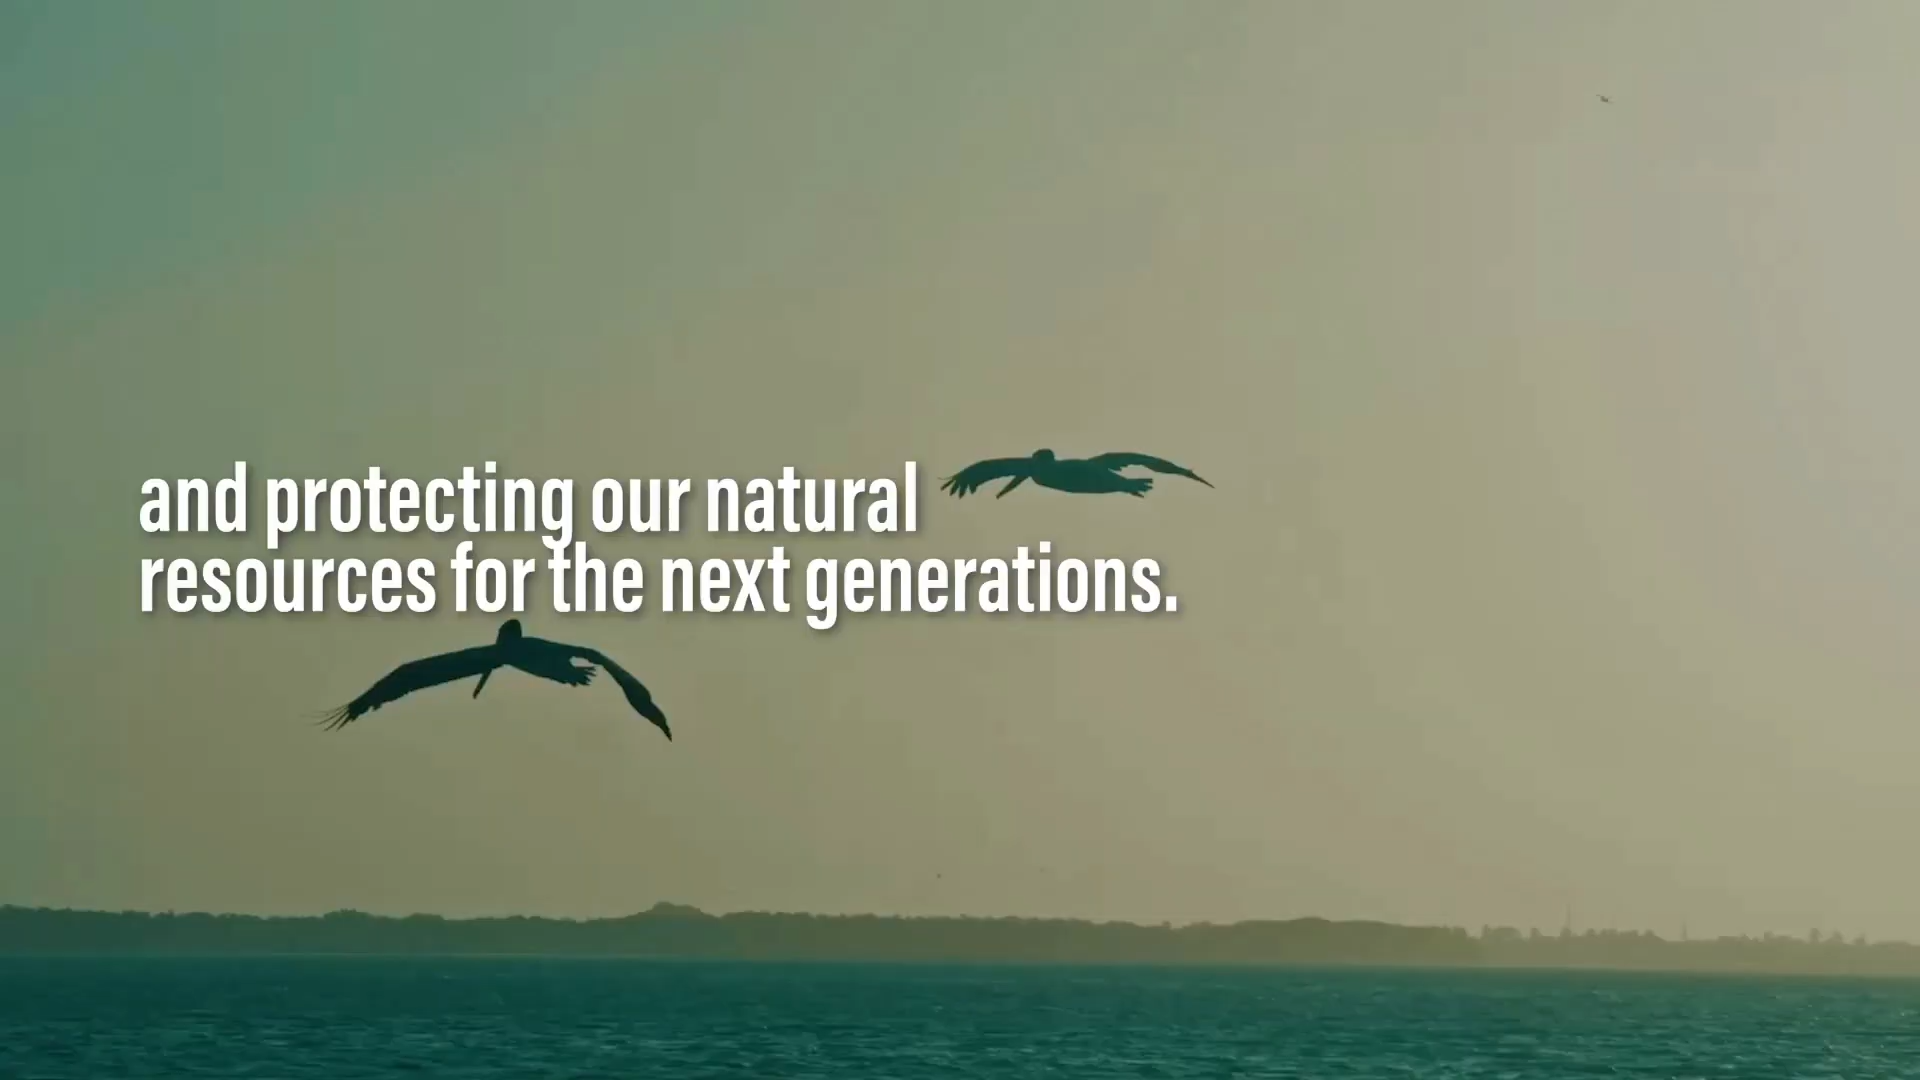 and protecting our natural
resources for the next generations.